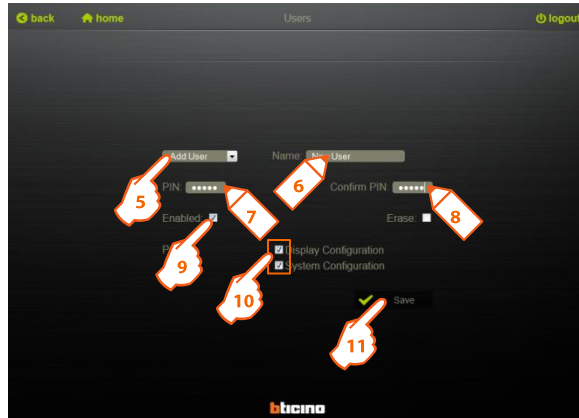 back home Users logout
Add User Name: New User
5 6
PIN: ••••• Confirm PIN: •••••
7 8
Enabled: Erase:
9
Display Configuration
System Configuration
10
Save
11
bticino